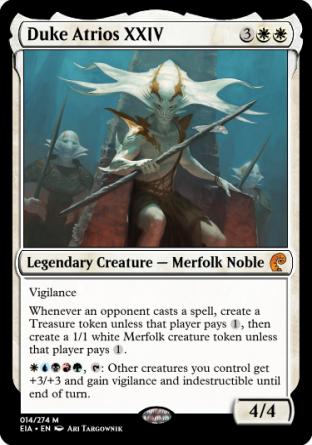 Duke Atrios XXIV 3
Legendary Creature — Merfolk Noble
Vigilance
Whenever an opponent casts a spell, create a
Treasure token unless that player pays 1, then
create a 1/1 white Merfolk creature token unless
that player pays 1.
: Other creatures you control get
+3/+3 and gain vigilance and indestructible until
end of turn.
014/274 M
EIA • EN Ari Targownik
4/4